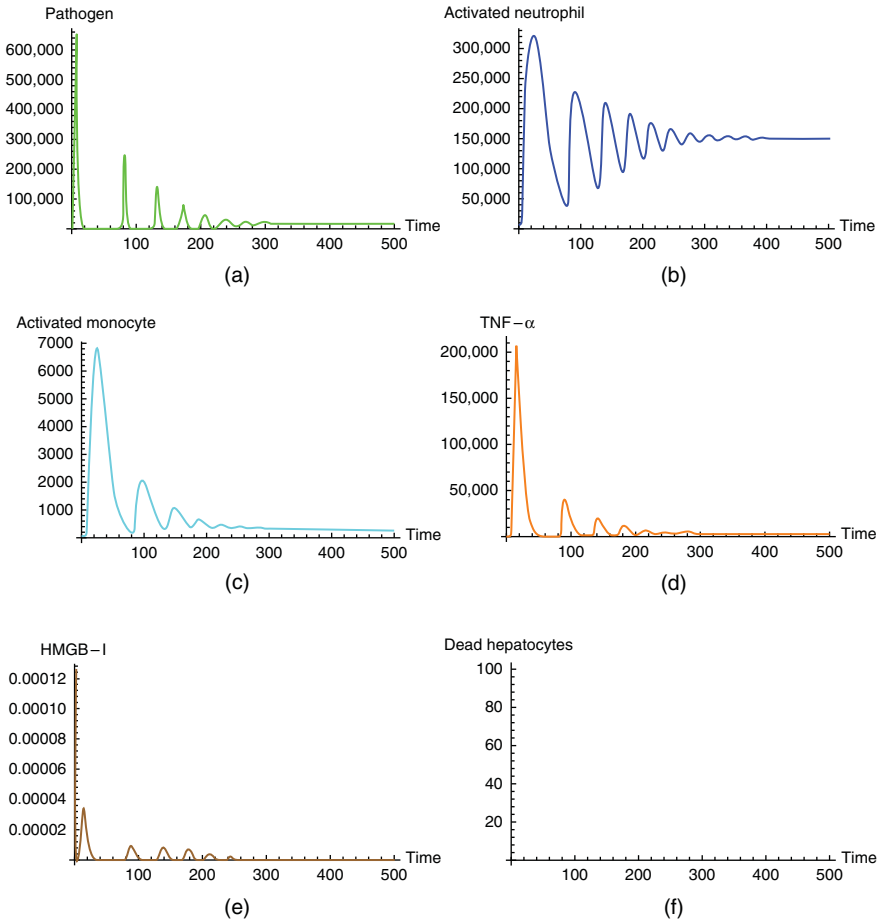 Pathogen
600,000
500,000
400,000
300,000
200,000
100,000
100 200 300 400 500
Time
(a)
Activated neutrophil
300,000
250,000
200,000
150,000
100,000
50,000
100 200 300 400 500
Time
(b)
Activated monocyte
7000
6000
5000
4000
3000
2000
1000
100 200 300 400 500
Time
(c)
TNF–α
200,000
150,000
100,000
50,000
100 200 300 400 500
Time
(d)
HMGB–I
0.00012
0.00010
0.00008
0.00006
0.00004
0.00002
100 200 300 400 500
Time
(e)
Dead hepatocytes
100
80
60
40
20
100 200 300 400 500
Time
(f)